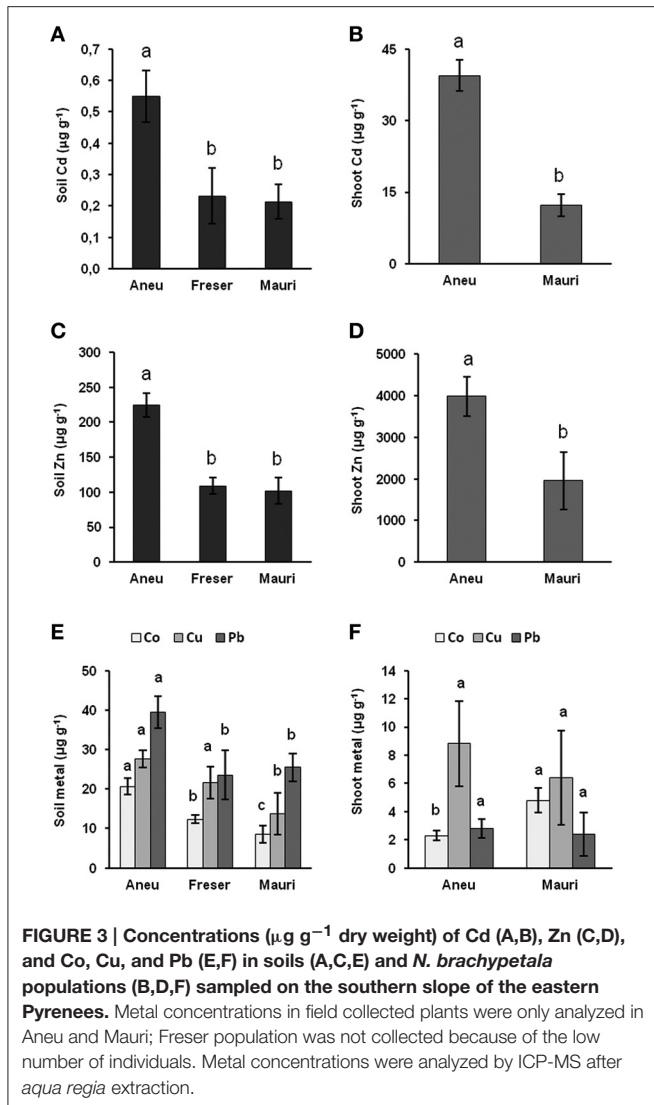 A
Soil Cd (µg g⁻¹)
0,7
0,6
0,5
0,4
0,3
0,2
0,1
0,0
a
b
b
Aneu Freser Mauri
B
Shoot Cd (µg g⁻¹)
45
30
15
0
a
b
Aneu Mauri
C
Soil Zn (µg g⁻¹)
300
250
200
150
100
50
0
a
b
b
Aneu Freser Mauri
D
Shoot Zn (µg g⁻¹)
5000
4000
3000
2000
1000
0
a
b
Aneu Mauri
E
Co Cu Pb
Soil metal (µg g⁻¹)
50
40
30
20
10
0
a a a
b a b
c b b
Aneu Freser Mauri
F
Co Cu Pb
Shoot metal (µg g⁻¹)
14
12
10
8
6
4
2
0
b a a
a a a
Aneu Mauri
FIGURE 3 | Concentrations (µg g−1 dry weight) of Cd (A,B), Zn (C,D),
and Co, Cu, and Pb (E,F) in soils (A,C,E) and N. brachypetala
populations (B,D,F) sampled on the southern slope of the eastern
Pyrenees. Metal concentrations in field collected plants were only analyzed in
Aneu and Mauri; Freser population was not collected because of the low
number of individuals. Metal concentrations were analyzed by ICP-MS after
aqua regia extraction.